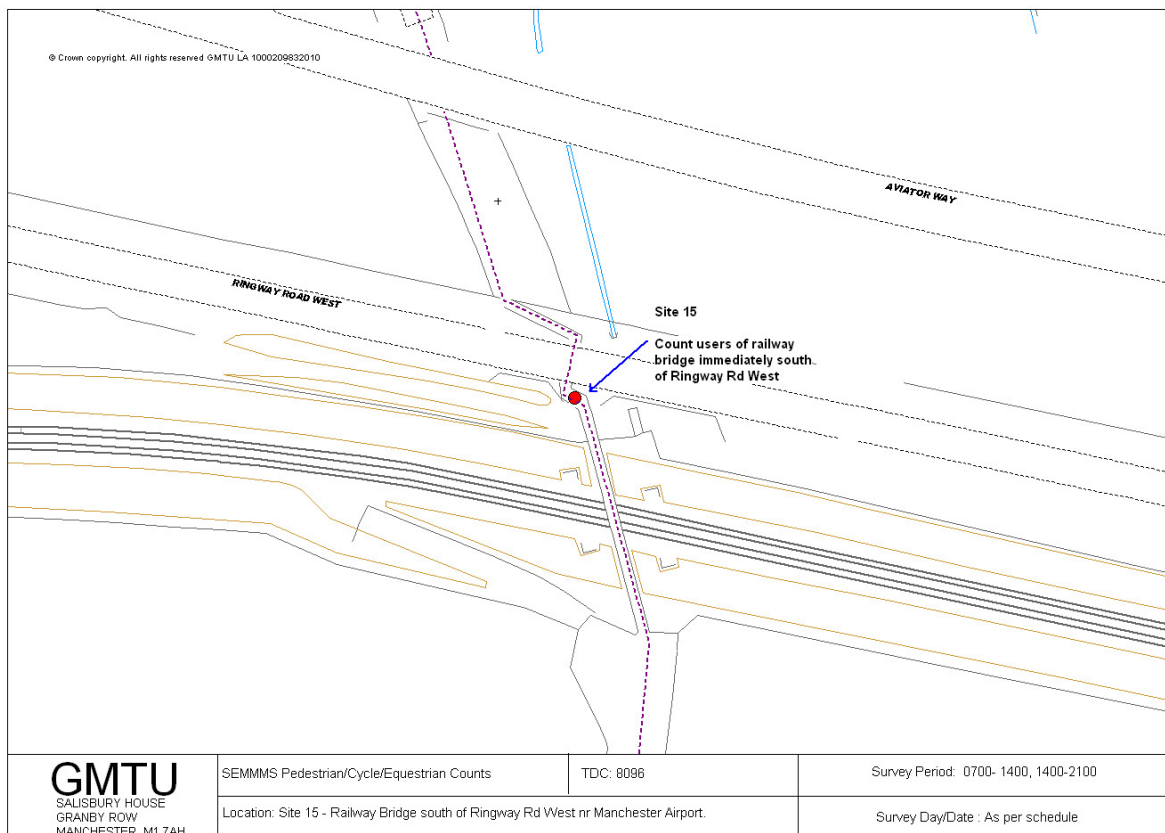 © Crown copyright. All rights reserved GMTU LA 1000209832010
AVIATOR WAY
RINGWAY ROAD WEST
Site 15
Count users of railway
bridge immediately south
of Ringway Rd West
GMTU
SALISBURY HOUSE
GRANBY ROW
MANCHESTER M1 7AH
SEMMMS Pedestrian/Cycle/Equestrian Counts
TDC: 8096
Survey Period: 0700- 1400, 1400-2100
Location: Site 15 - Railway Bridge south of Ringway Rd West nr Manchester Airport.
Survey Day/Date : As per schedule